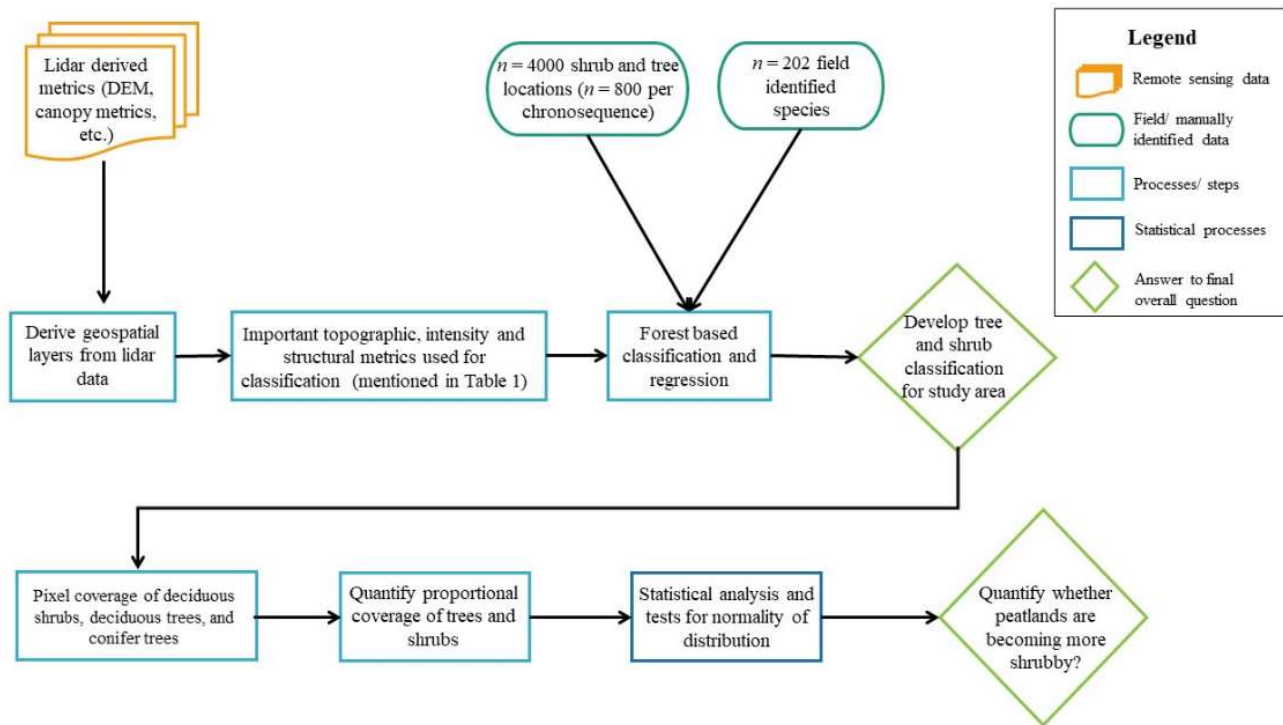 Lidar derived
metrics (DEM,
canopy metrics,
etc.)
n = 4000 shrub and tree
locations (n = 800 per
chronosequence)
n = 202 field
identified
species
Legend
Remote sensing data
Field/ manually
identified data
Processes/ steps
Statistical processes
Answer to final
overall question
Derive geospatial
layers from lidar
data
Important topographic, intensity and
structural metrics used for
classification (mentioned in Table 1)
Forest based
classification and
regression
Develop tree
and shrub
classification
for study area
Pixel coverage of deciduous
shrubs, deciduous trees, and
conifer trees
Quantify proportional
coverage of trees and
shrubs
Statistical analysis and
tests for normality of
distribution
Quantify whether
peatlands are
becoming more
shrubby?